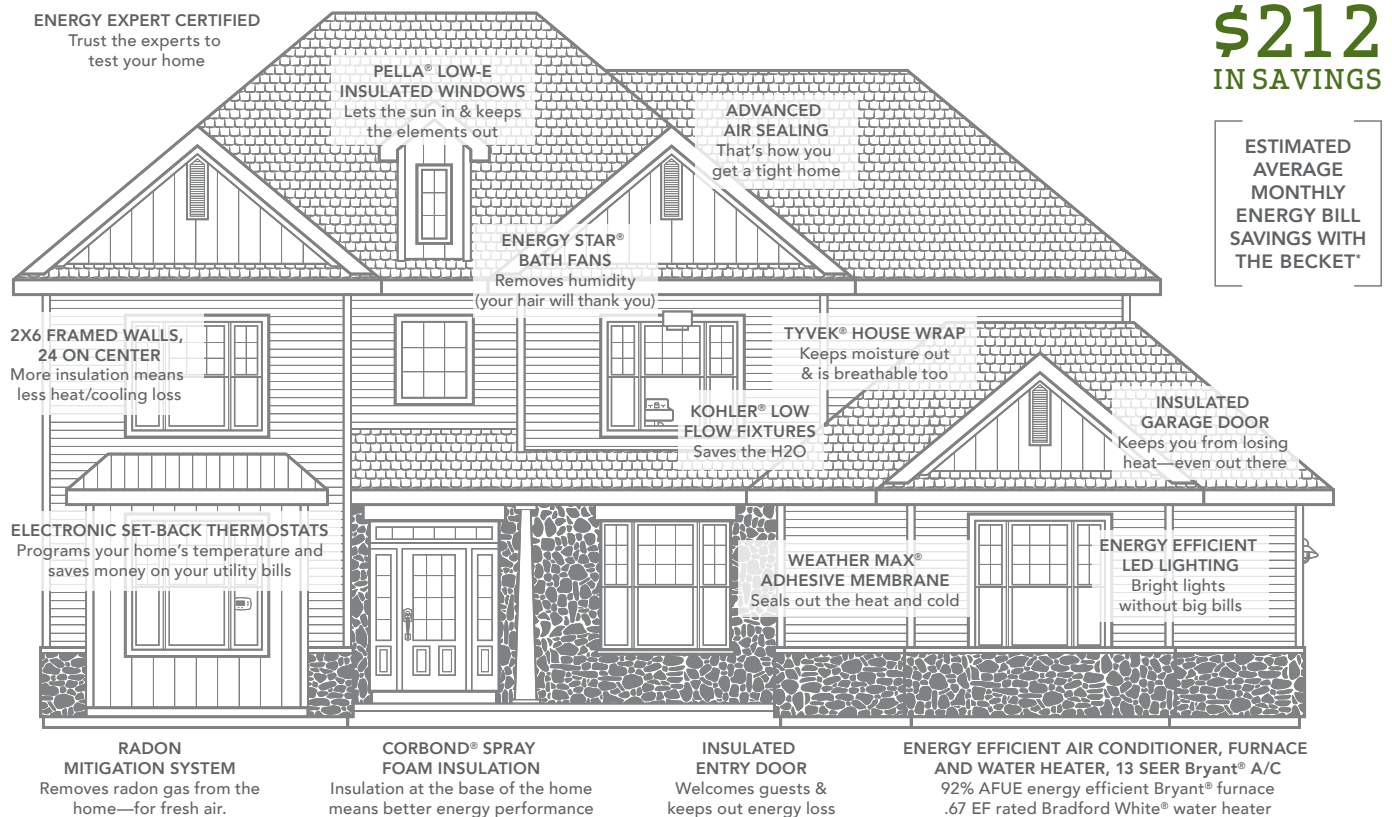 ENERGY EXPERT CERTIFIED
Trust the experts to
test your home
$212
IN SAVINGS
ESTIMATED
AVERAGE
MONTHLY
ENERGY BILL
SAVINGS WITH
THE BECKET*
PELLA® LOW-E
INSULATED WINDOWS
Lets the sun in & keeps
the elements out
ADVANCED
AIR SEALING
That's how you
get a tight home
ENERGY STAR®
BATH FANS
Removes humidity
(your hair will thank you)
2X6 FRAMED WALLS,
24 ON CENTER
More insulation means
less heat/cooling loss
TYVEK® HOUSE WRAP
Keeps moisture out
& is breathable too
KOHLER® LOW
FLOW FIXTURES
Saves the H2O
INSULATED
GARAGE DOOR
Keeps you from losing
heat—even out there
ELECTRONIC SET-BACK THERMOSTATS
Programs your home's temperature and
saves money on your utility bills
WEATHER MAX®
ADHESIVE MEMBRANE
Seals out the heat and cold
ENERGY EFFICIENT
LED LIGHTING
Bright lights
without big bills
RADON
MITIGATION SYSTEM
Removes radon gas from the
home—for fresh air.
CORBOND® SPRAY
FOAM INSULATION
Insulation at the base of the home
means better energy performance
INSULATED
ENTRY DOOR
Welcomes guests &
keeps out energy loss
ENERGY EFFICIENT AIR CONDITIONER, FURNACE
AND WATER HEATER, 13 SEER Bryant® A/C
92% AFUE energy efficient Bryant® furnace
.67 EF rated Bradford White® water heater